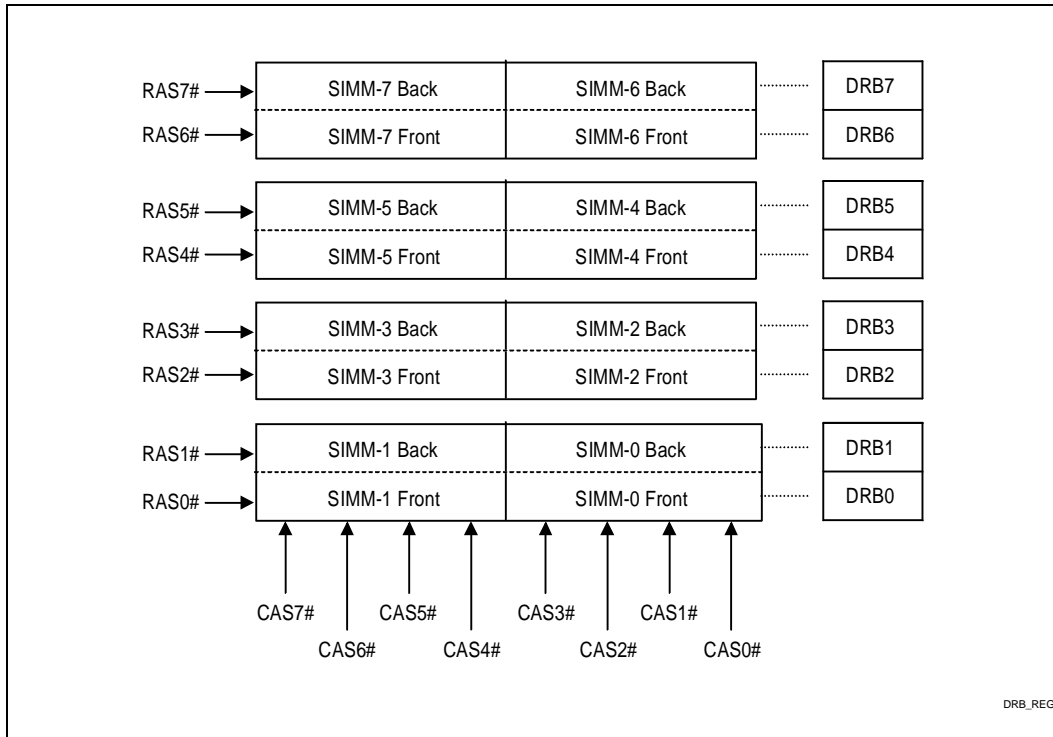 RAS7# SIMM-7 Back SIMM-6 Back DRB7
RAS6# SIMM-7 Front SIMM-6 Front DRB6
RAS5# SIMM-5 Back SIMM-4 Back DRB5
RAS4# SIMM-5 Front SIMM-4 Front DRB4
RAS3# SIMM-3 Back SIMM-2 Back DRB3
RAS2# SIMM-3 Front SIMM-2 Front DRB2
RAS1# SIMM-1 Back SIMM-0 Back DRB1
RAS0# SIMM-1 Front SIMM-0 Front DRB0
CAS7# CAS5# CAS3# CAS1#
CAS6# CAS4# CAS2# CAS0#
DRB_REG